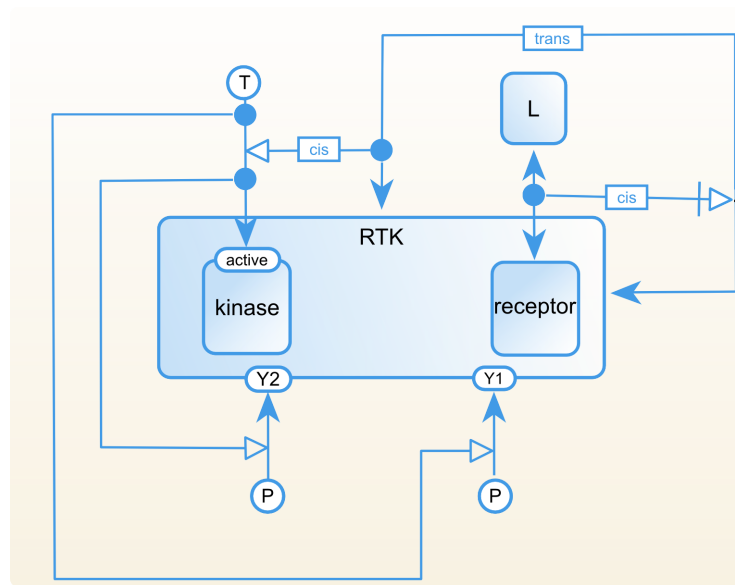 trans
T
L
cis
cis
RTK
active
kinase
receptor
Y2
Y1
P
P